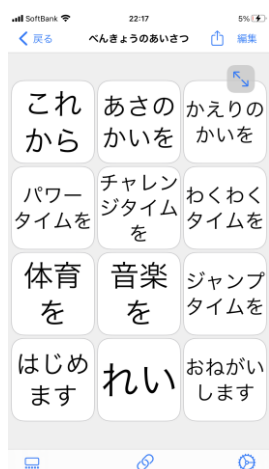 SoftBank 22:17 5%
戻る べんきょうのあいさつ 編集
これ
から
あさの
かいを
かえりの
かいを
パワー
タイムを
チャレン
ジタイム
を
わくわく
タイムを
体育
を
音楽
を
ジャンプ
タイムを
はじめ
ます
れい
おねがい
します